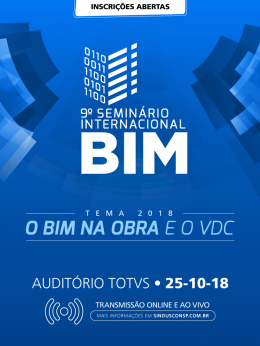 INSCRIÇÕES ABERTAS
0110
0011
1100
0101
1100
9º SEMINÁRIO
INTERNACIONAL
BIM
TEMA 2018
O BIM NA OBRA E O VDC
AUDITÓRIO TOTVS • 25-10-18
TRANSMISSÃO ONLINE E AO VIVO
MAIS INFORMAÇÕES EM SINDUSCONSP.COM.BR